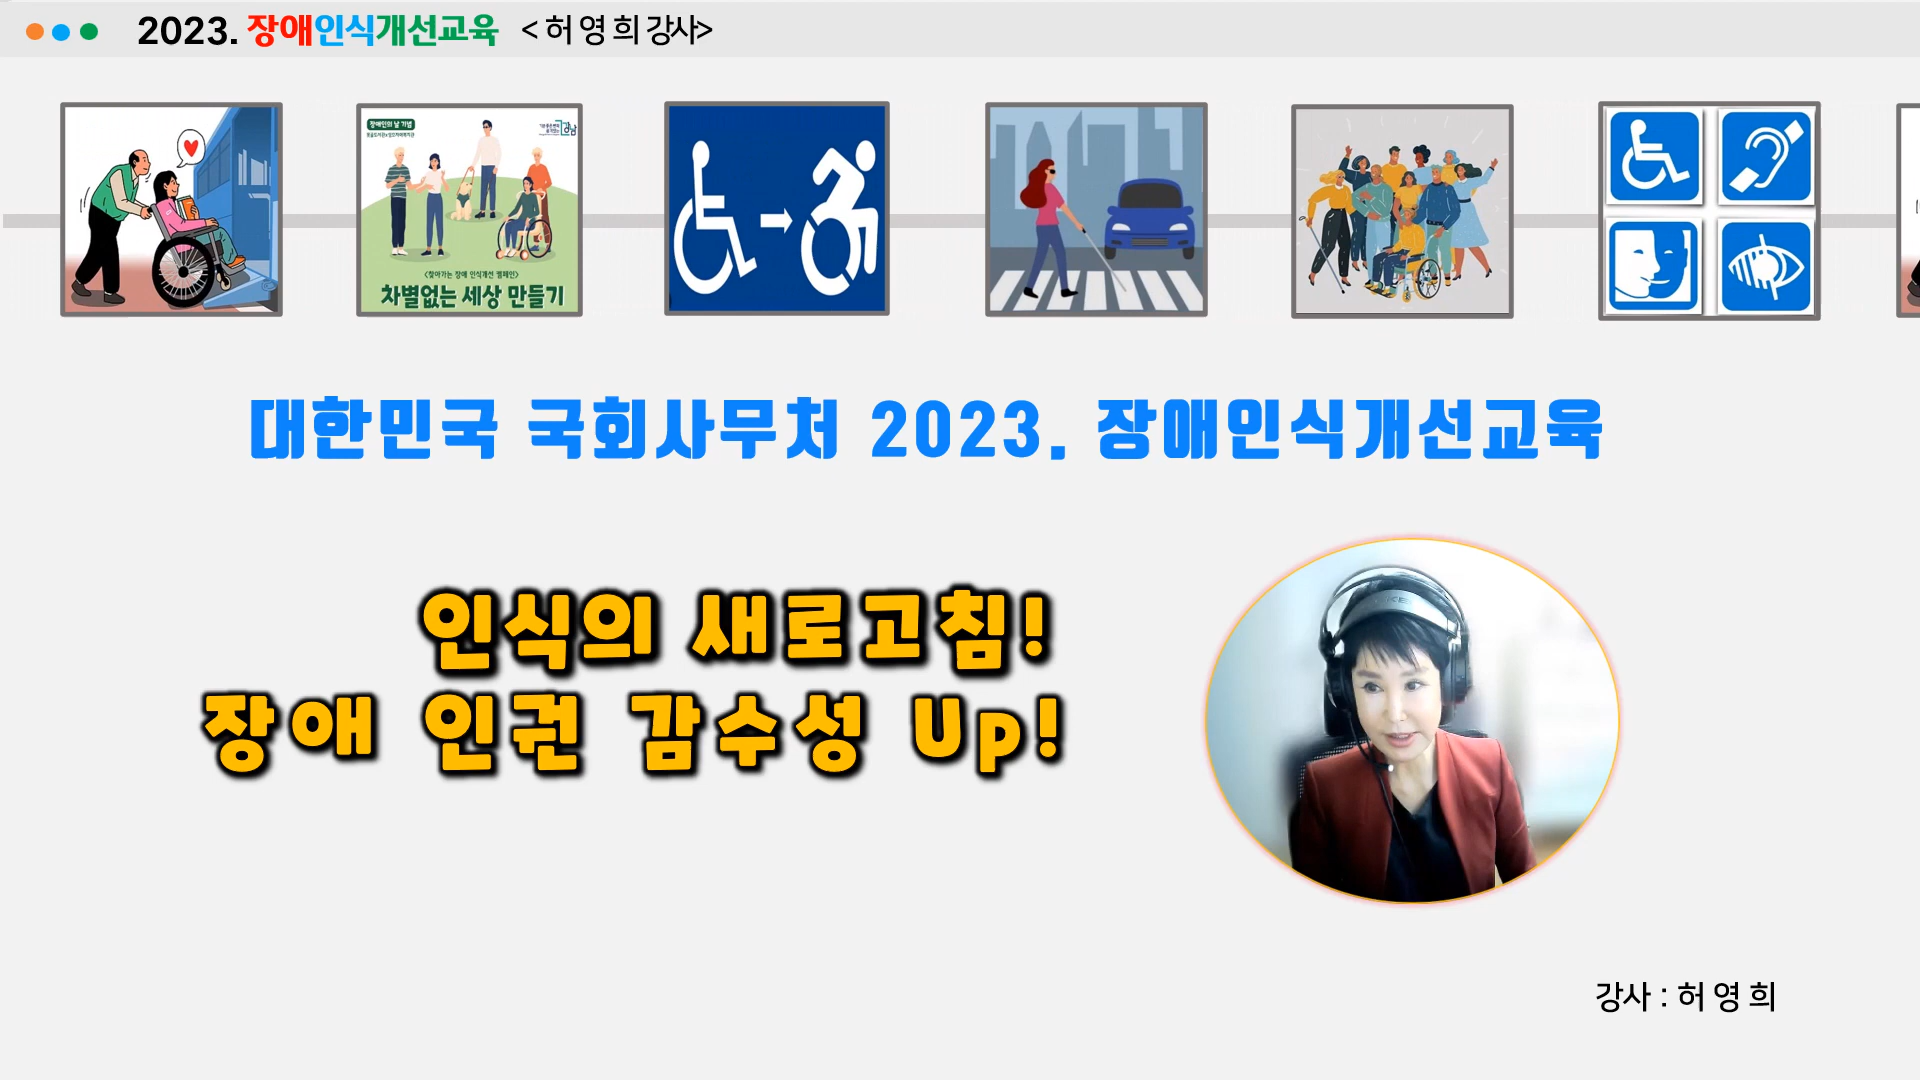 2023. 장애인식개선교육 < 허 영 희 강사>
장애인의 날 기념
<찾아가는 장애 인식개선 캠페인>
차별없는 세상 만들기
대한민국 국회사무처 2023. 장애인식개선교육
인식의 새로고침!
장애 인권 감수성 Up!
강사 : 허 영 희